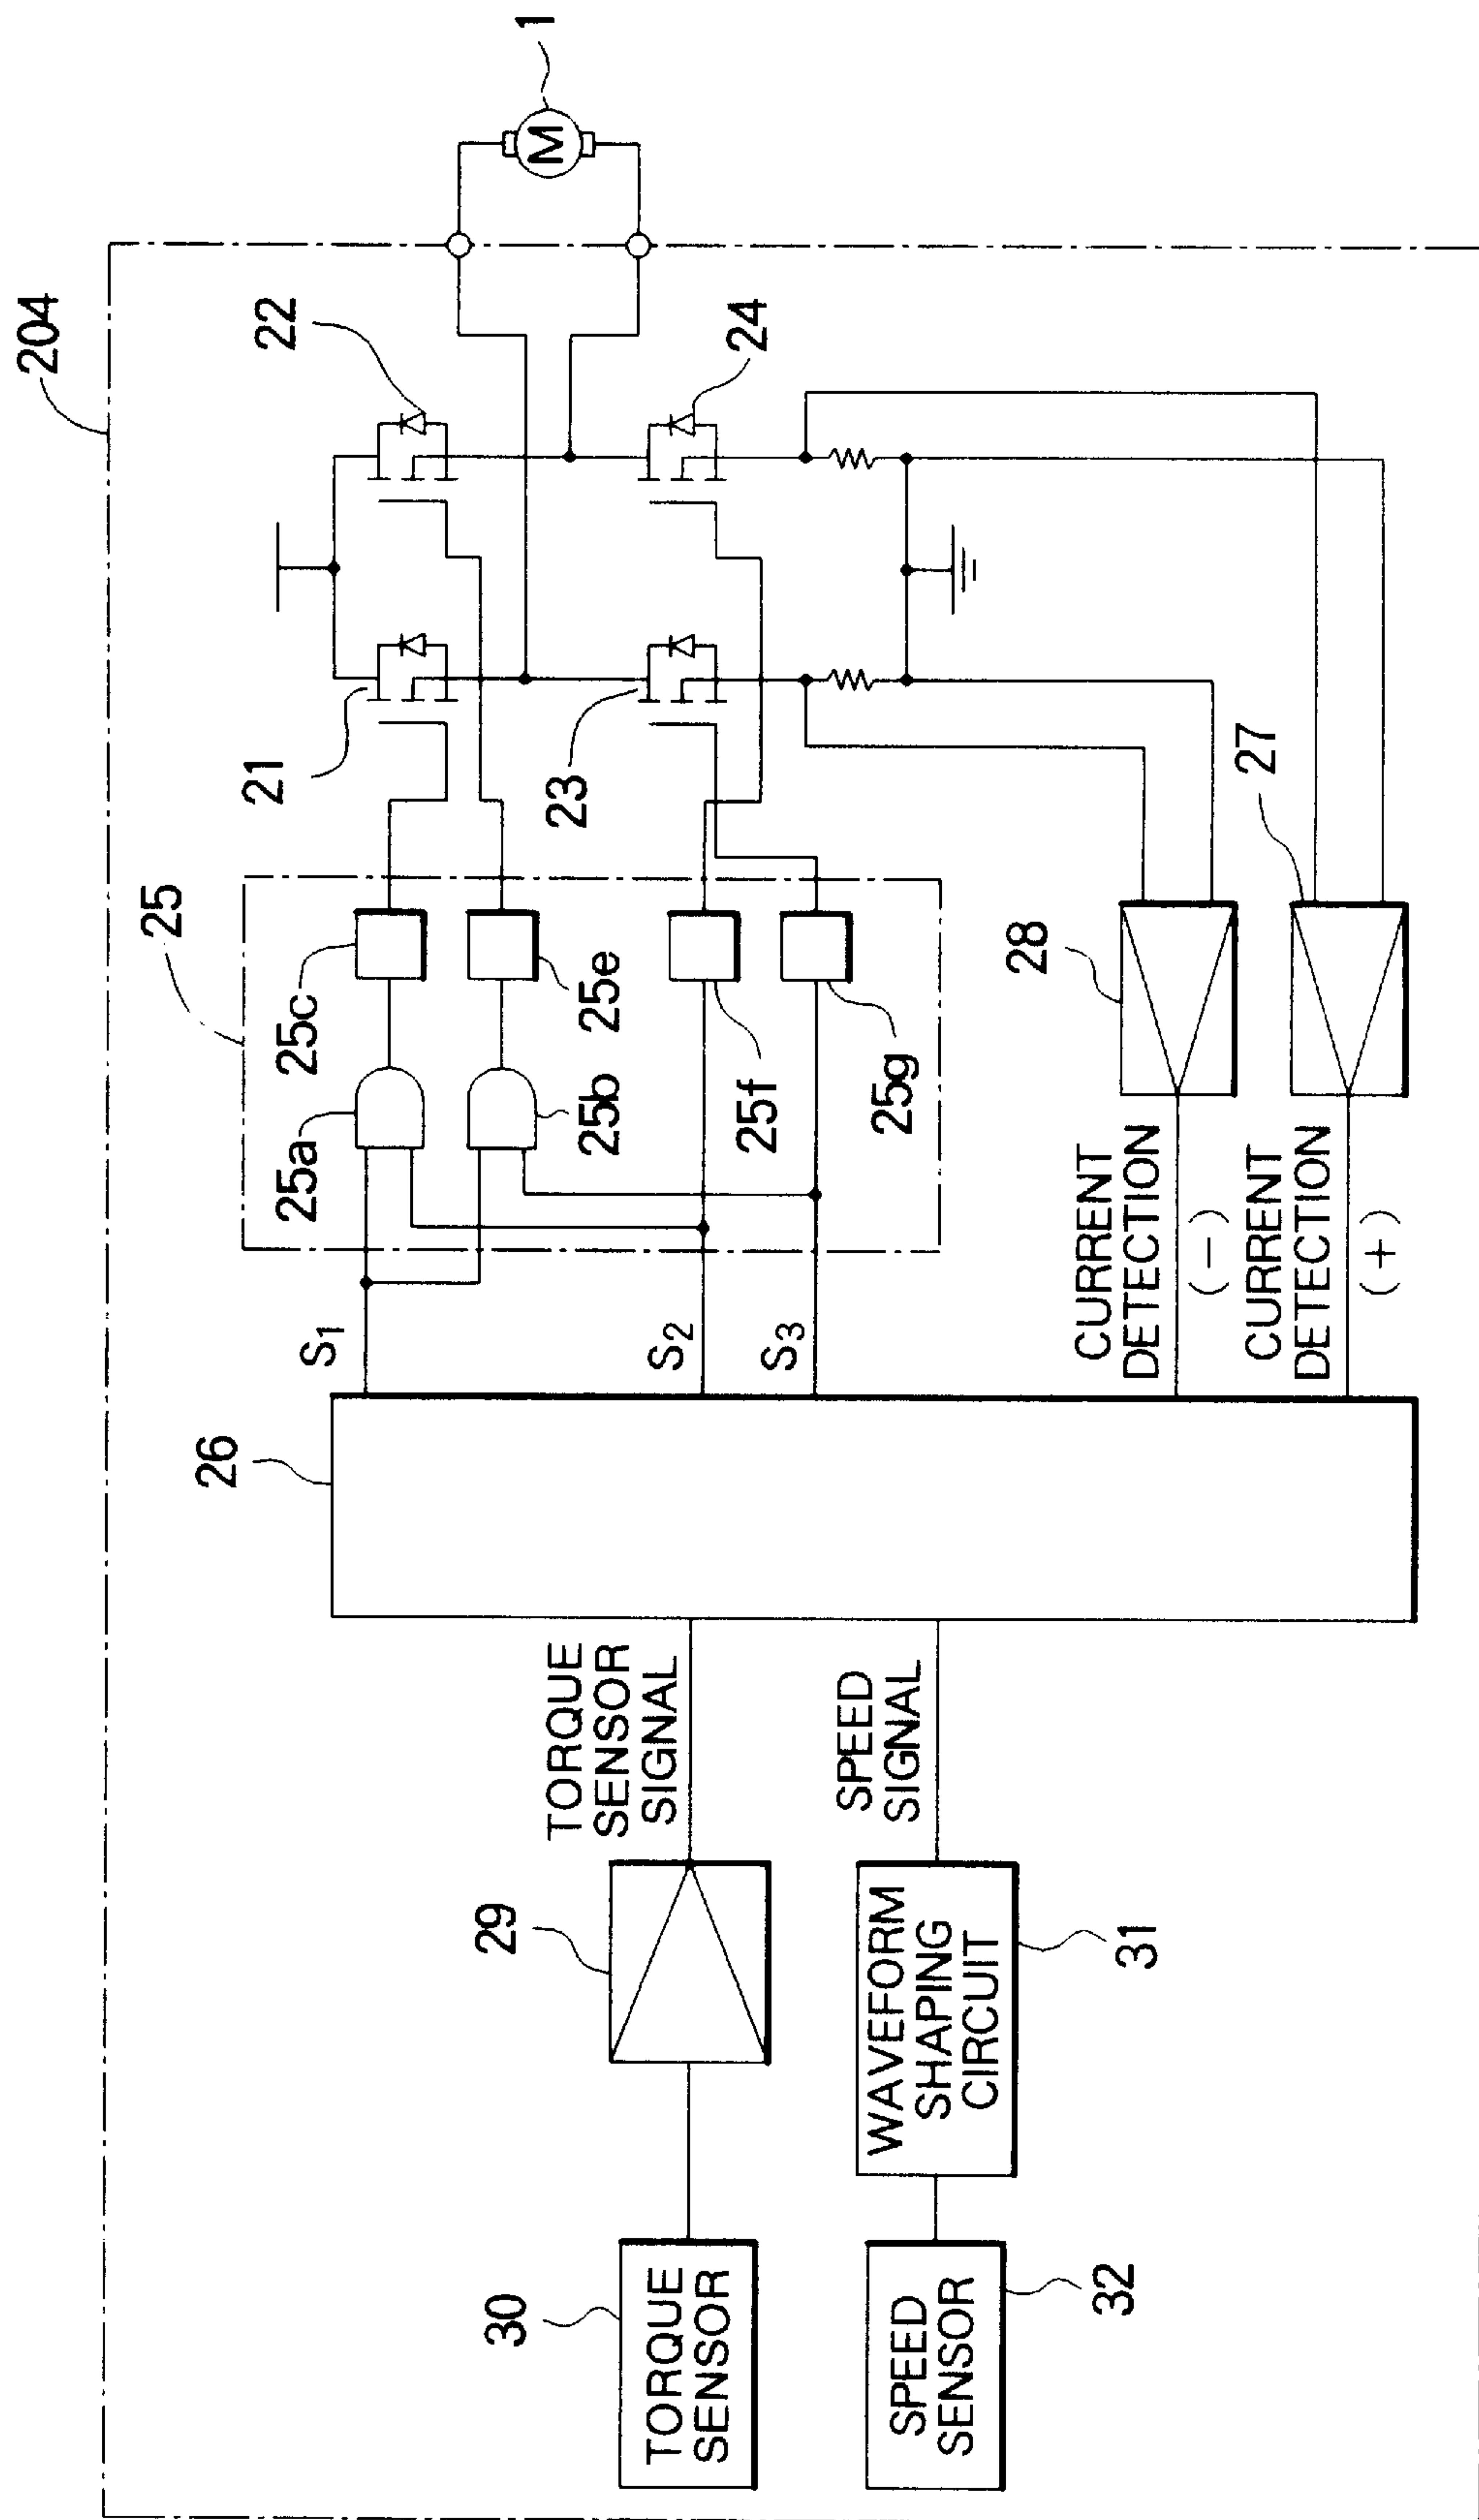 204
1
22
24
21
23
25
25c
25e
25a
25b
25f
25g
S1
S2
S3
26
28
27
CURRENT
DETECTION
(−)
CURRENT
DETECTION
(+)
M
TORQUE
SENSOR
SIGNAL
SPEED
SIGNAL
29
WAVEFORM
SHAPING
CIRCUIT
31
30
TORQUE
SENSOR
SPEED
SENSOR
32